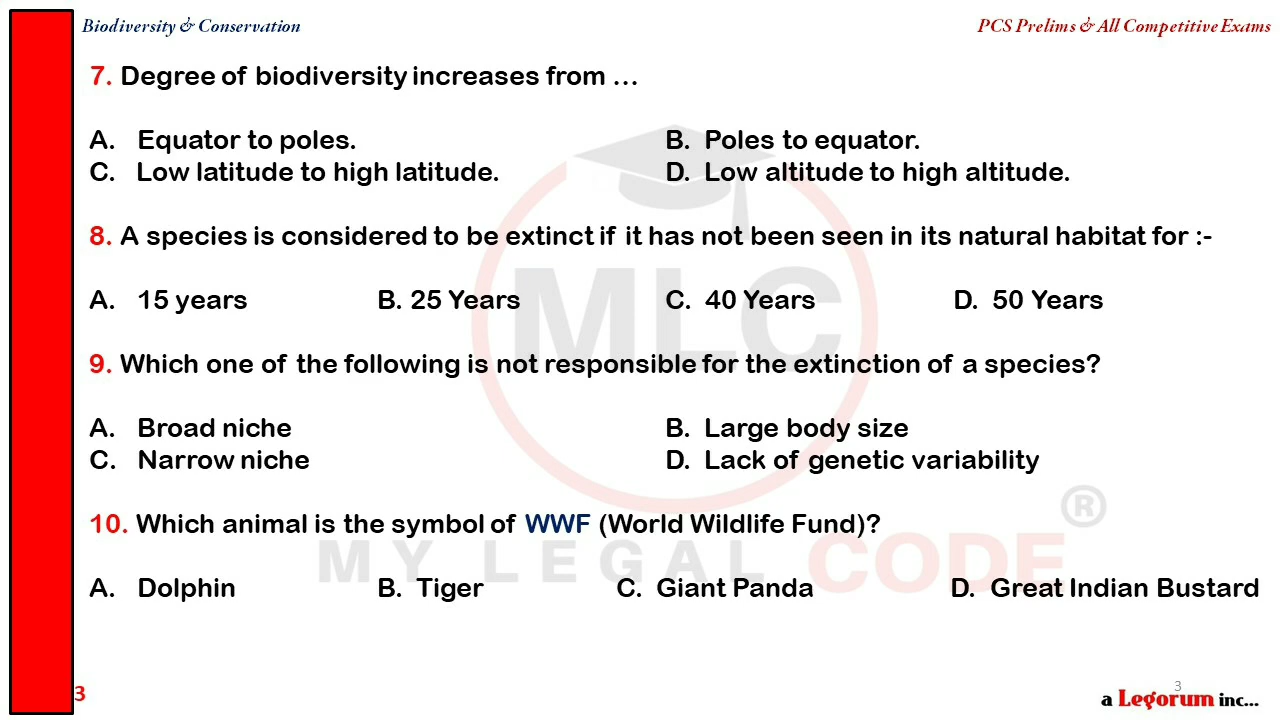 Biodiversity & Conservation PCS Prelims & All Competitive Exams
7. Degree of biodiversity increases from …
A. Equator to poles. B. Poles to equator.
C. Low latitude to high latitude. D. Low altitude to high altitude.
8. A species is considered to be extinct if it has not been seen in its natural habitat for :-
A. 15 years B. 25 Years C. 40 Years D. 50 Years
9. Which one of the following is not responsible for the extinction of a species?
A. Broad niche B. Large body size
C. Narrow niche D. Lack of genetic variability
10. Which animal is the symbol of WWF (World Wildlife Fund)?
A. Dolphin B. Tiger C. Giant Panda D. Great Indian Bustard
MLC
MY LEGAL CODE ®
3 3
a Legorum inc...